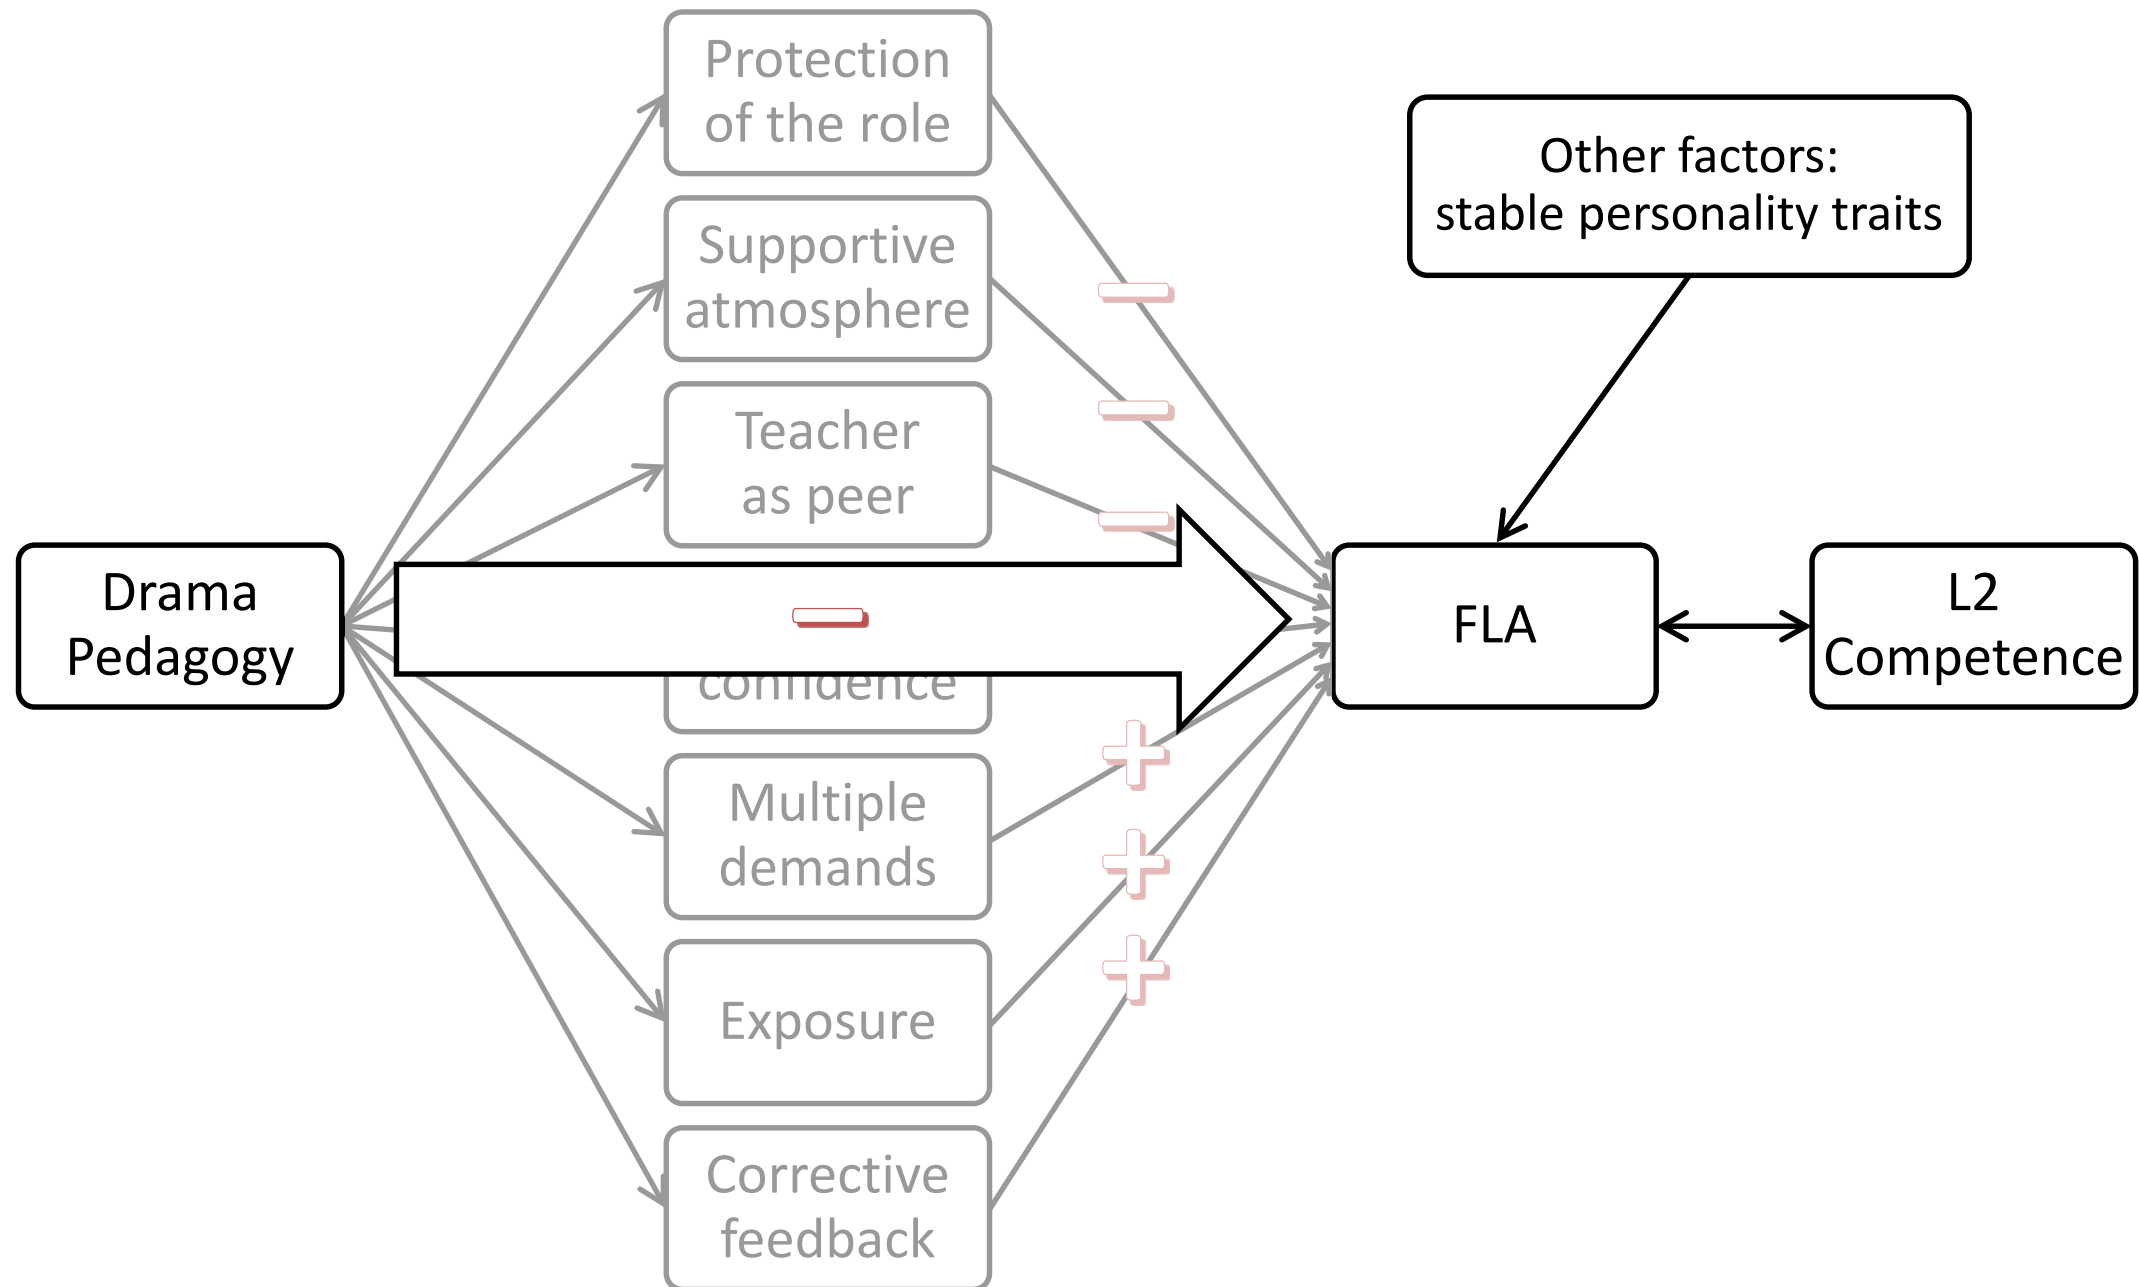 Protection
of the role
Supportive
atmosphere
Teacher
as peer
confidence
Multiple
demands
Exposure
Corrective
feedback
Drama
Pedagogy
Other factors:
stable personality traits
FLA
L2
Competence